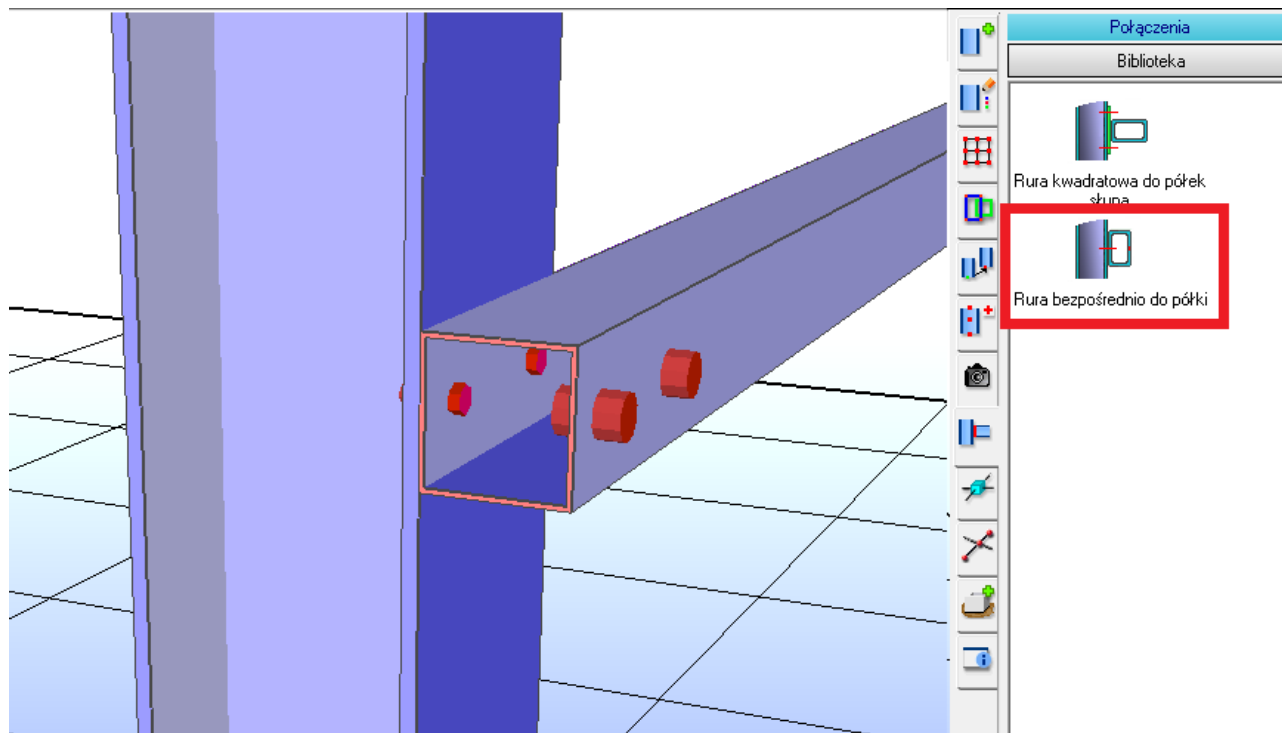 Połączenia
Biblioteka
Rura kwadratowa do półek
słupa
Rura bezpośrednio do półki